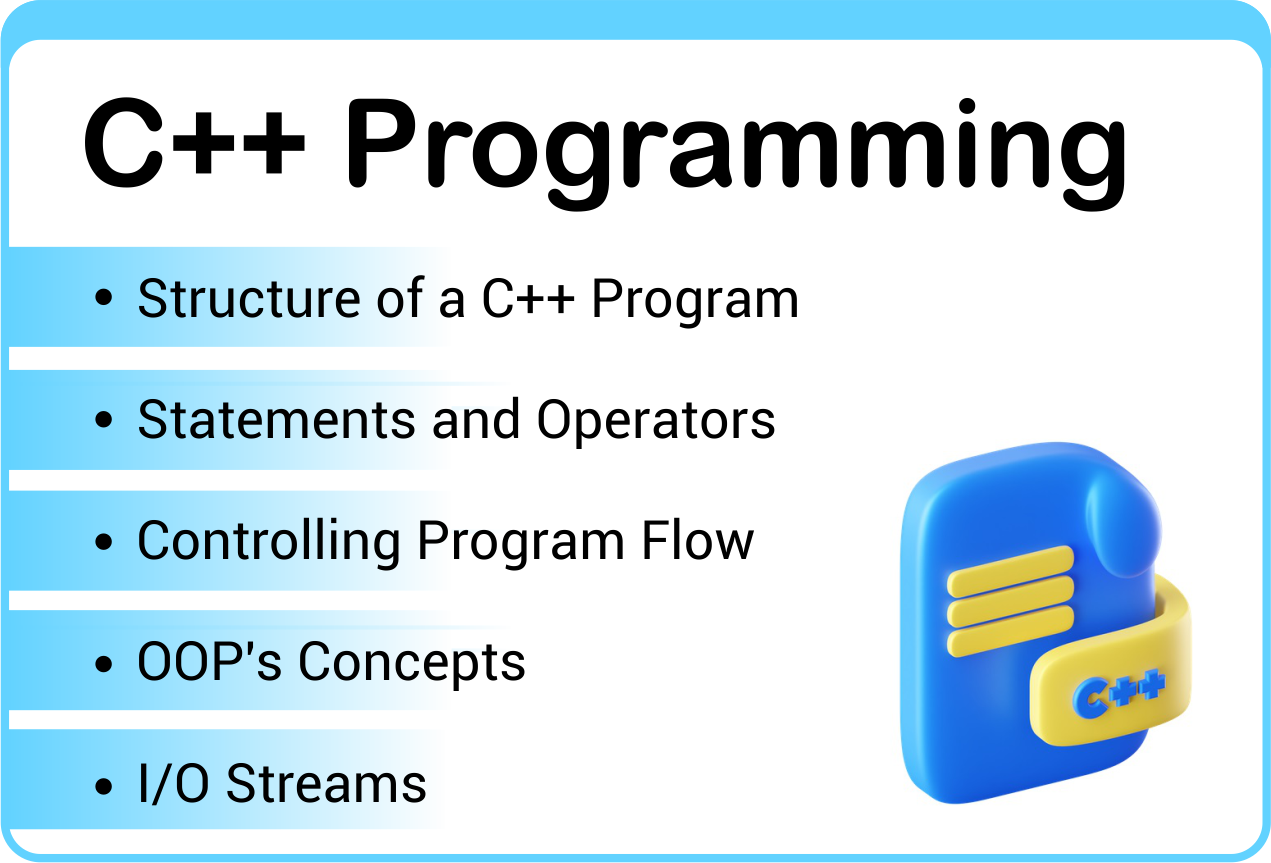 C++ Programming
• Structure of a C++ Program
• Statements and Operators
• Controlling Program Flow
• OOP's Concepts
• I/O Streams
C++